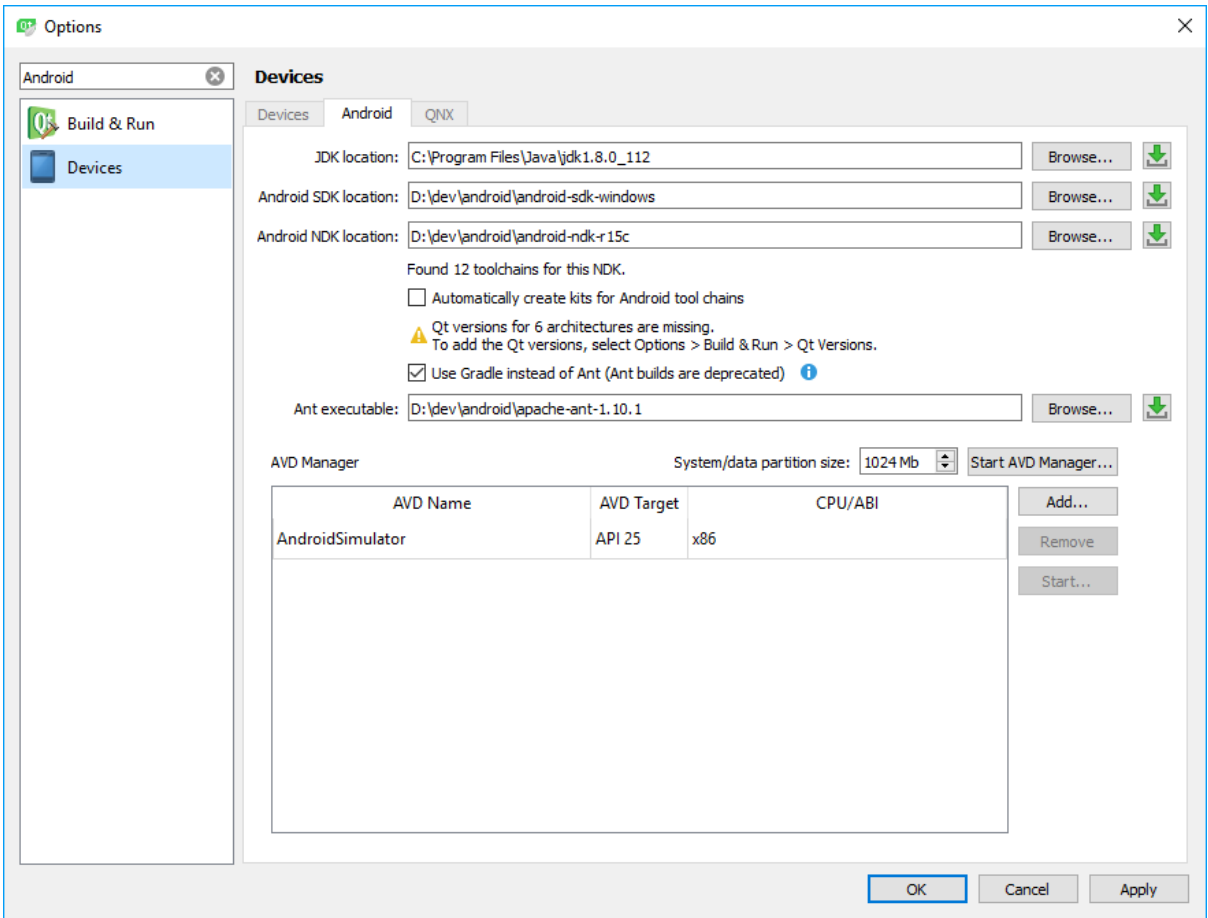 Options
Android
Devices
Build & Run
Devices
Devices Android QNX
JDK location: C:\Program Files\Java\jdk1.8.0_112 Browse...
Android SDK location: D:\dev\android\android-sdk-windows Browse...
Android NDK location: D:\dev\android\android-ndk-r15c Browse...
Found 12 toolchains for this NDK.
Automatically create kits for Android tool chains
Qt versions for 6 architectures are missing.
To add the Qt versions, select Options > Build & Run > Qt Versions.
Use Gradle instead of Ant (Ant builds are deprecated)
Ant executable: D:\dev\android\apache-ant-1.10.1 Browse...
AVD Manager System/data partition size: 1024 Mb Start AVD Manager...
AVD Name AVD Target CPU/ABI Add...
AndroidSimulator API 25 x86 Remove
Start...
OK Cancel Apply